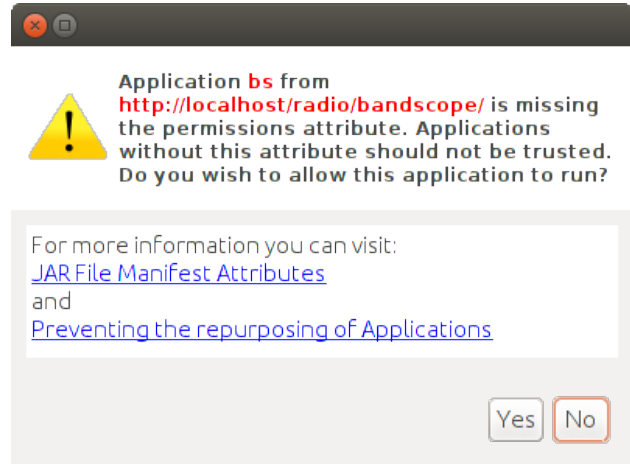 Application bs from
http://localhost/radio/bandscope/ is missing
the permissions attribute. Applications
without this attribute should not be trusted.
Do you wish to allow this application to run?
For more information you can visit:
JAR File Manifest Attributes
and
Preventing the repurposing of Applications
Yes No